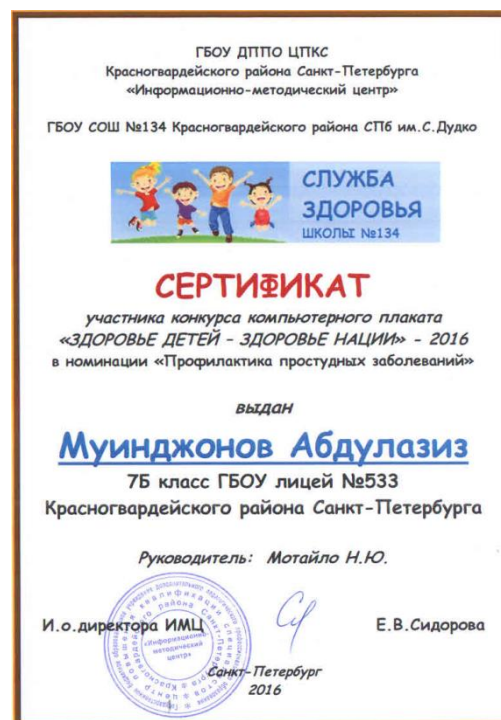 ГБОУ ДППО ЦПКС
Красногвардейского района Санкт-Петербурга
«Информационно-методический центр»
ГБОУ СОШ №134 Красногвардейского района СПб им.С.Дудко
СЛУЖБА
ЗДОРОВЬЯ
ШКОЛЫ №134
СЕРТИФИКАТ
участника конкурса компьютерного плаката
«ЗДОРОВЬЕ ДЕТЕЙ – ЗДОРОВЬЕ НАЦИИ» - 2016
в номинации «Профилактика простудных заболеваний»
выдан
Муинджонов Абдулазиз
7Б класс ГБОУ лицей №533
Красногвардейского района Санкт-Петербурга
Руководитель: Мотайло Н.Ю.
И.о.директора ИМЦ
Е.В.Сидорова
«Информационно-
методический
центр»
Санкт-Петербург
2016